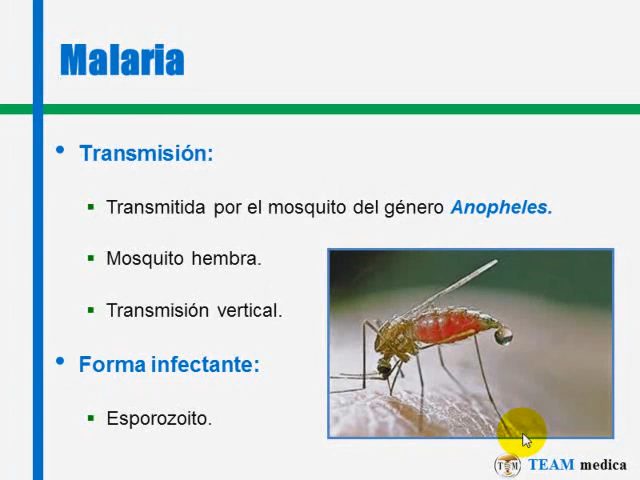 Malaria
Transmisión:
Transmitida por el mosquito del género Anopheles.
Mosquito hembra.
Transmisión vertical.
Forma infectante:
Esporozoito.
TEAM medica